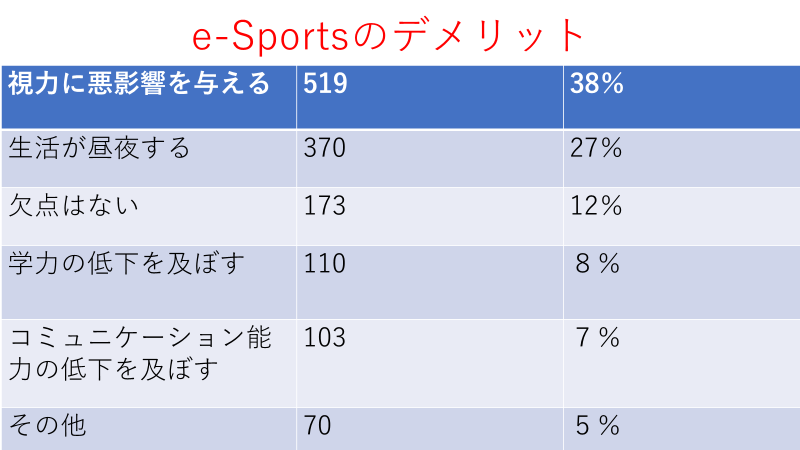 e-Sportsのデメリット
視力に悪影響を与える 519 38%
生活が昼夜する 370 27%
欠点はない 173 12%
学力の低下を及ぼす 110 8 %
コミュニケーション能 103 7 %
力の低下を及ぼす
その他 70 5 %